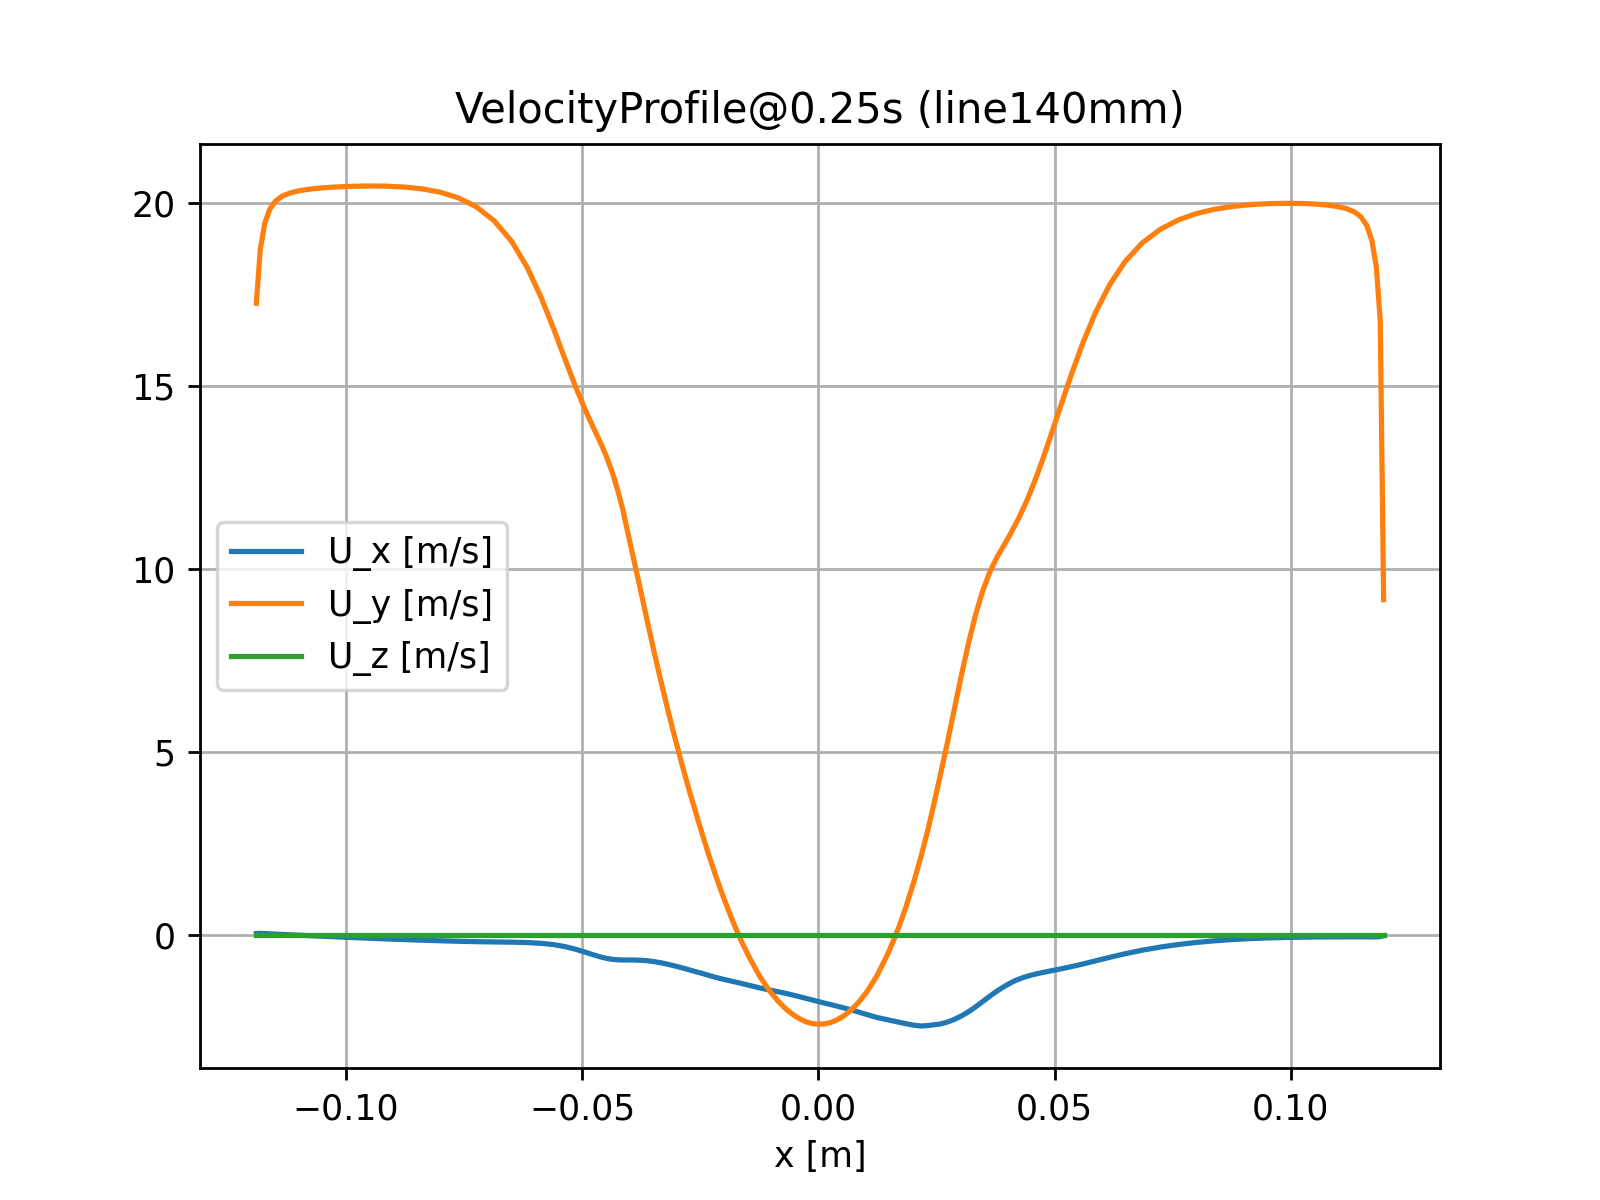 VelocityProfile@0.25s (line140mm)
20
15
10
5
0
U_x [m/s]
U_y [m/s]
U_z [m/s]
−0.10 −0.05 0.00 0.05 0.10
x [m]